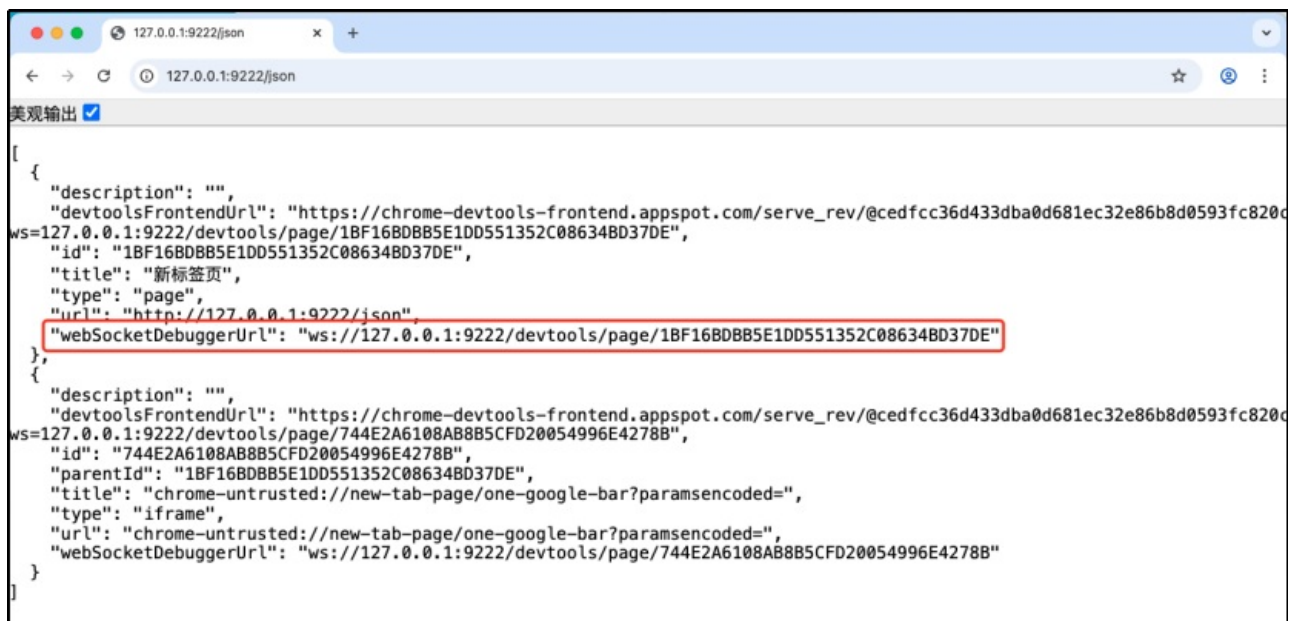 127.0.0.1:9222/json
127.0.0.1:9222/json
美观输出
[
  {
    "description": "",
    "devtoolsFrontendUrl": "https://chrome-devtools-frontend.appspot.com/serve_rev/@cedfcc36d433dba0d681ec32e86b8d0593fc820c
ws=127.0.0.1:9222/devtools/page/1BF16BDBB5E1DD551352C08634BD37DE",
    "id": "1BF16BDBB5E1DD551352C08634BD37DE",
    "title": "新标签页",
    "type": "page",
    "url": "http://127.0.0.1:9222/json",
    "webSocketDebuggerUrl": "ws://127.0.0.1:9222/devtools/page/1BF16BDBB5E1DD551352C08634BD37DE"
  },
  {
    "description": "",
    "devtoolsFrontendUrl": "https://chrome-devtools-frontend.appspot.com/serve_rev/@cedfcc36d433dba0d681ec32e86b8d0593fc820c
ws=127.0.0.1:9222/devtools/page/744E2A6108AB8B5CFD20054996E4278B",
    "id": "744E2A6108AB8B5CFD20054996E4278B",
    "parentId": "1BF16BDBB5E1DD551352C08634BD37DE",
    "title": "chrome-untrusted://new-tab-page/one-google-bar?paramsencoded=",
    "type": "iframe",
    "url": "chrome-untrusted://new-tab-page/one-google-bar?paramsencoded=",
    "webSocketDebuggerUrl": "ws://127.0.0.1:9222/devtools/page/744E2A6108AB8B5CFD20054996E4278B"
  }
]